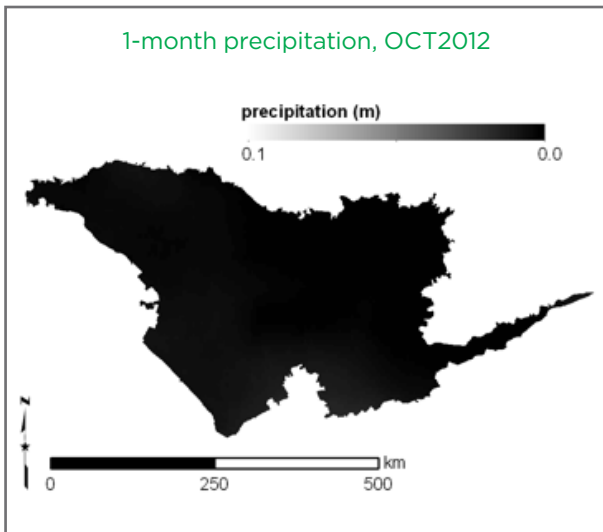 1-month precipitation, OCT2012
precipitation (m)
0.1 0.0
N
km
0 250 500